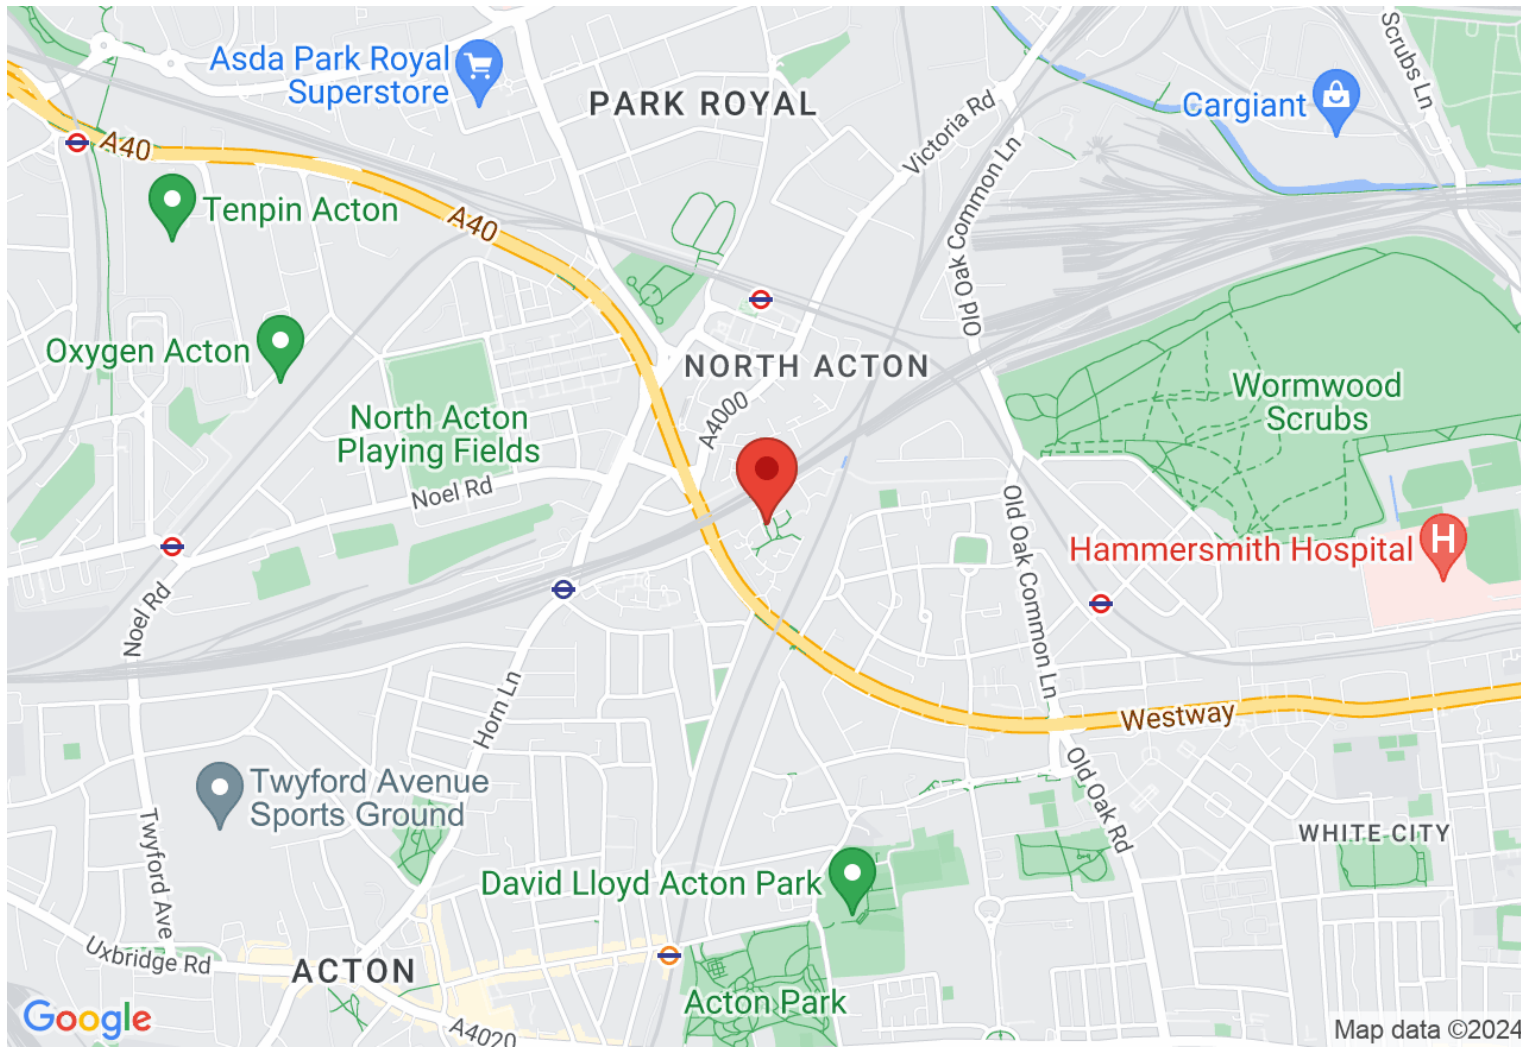 Asda Park Royal
Superstore
PARK ROYAL
Cargiant
Scrubs Ln
Victoria Rd
A40
Old Oak Common Ln
Tenpin Acton
A40
Oxygen Acton
NORTH ACTON
A4000
Wormwood
Scrubs
North Acton
Playing Fields
Noel Rd
Old Oak Common Ln
Hammersmith Hospital
H
Noel Rd
Horn Ln
Westway
Twyford Avenue
Sports Ground
Old Oak Rd
WHITE CITY
Twyford Ave
David Lloyd Acton Park
Uxbridge Rd
ACTON
Acton Park
A4020
Google
Map data ©2024